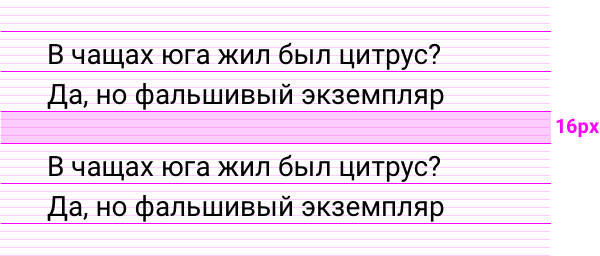 В чащах юга жил был цитрус?
Да, но фальшивый экземпляр
16px
В чащах юга жил был цитрус?
Да, но фальшивый экземпляр